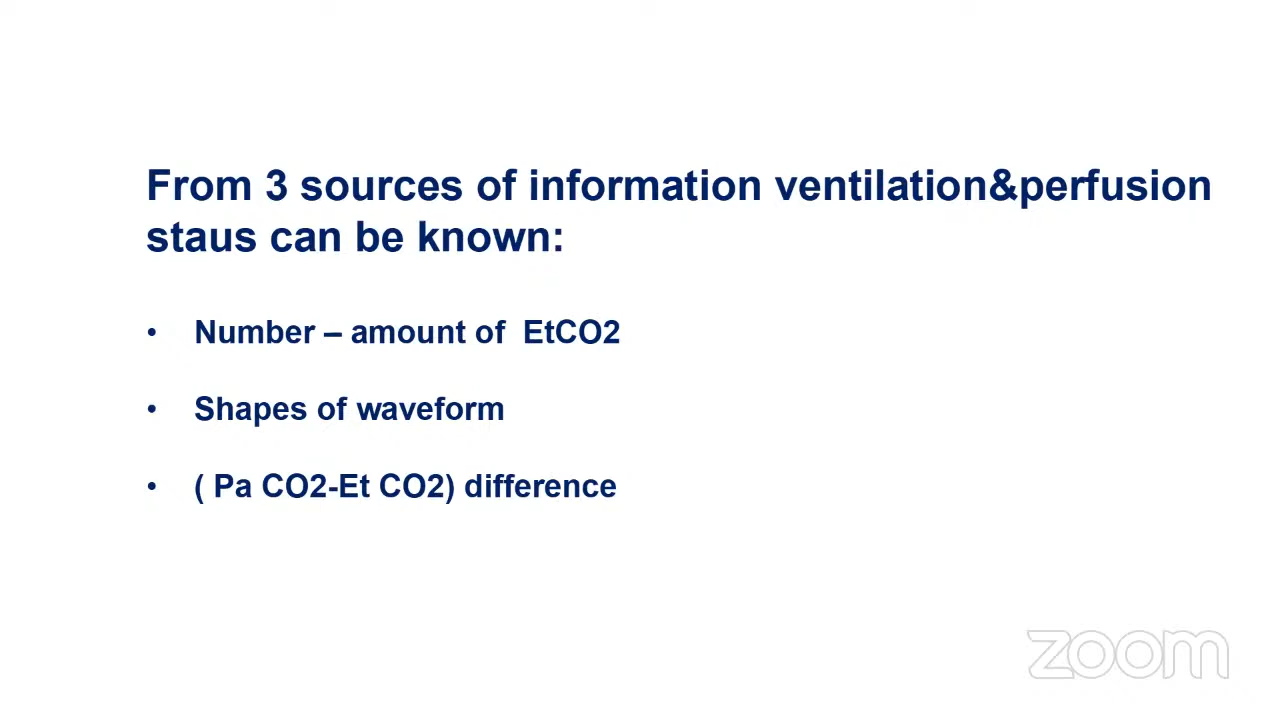 From 3 sources of information ventilation&perfusion
staus can be known:
• Number – amount of EtCO2
• Shapes of waveform
• ( Pa CO2-Et CO2) difference
zoom